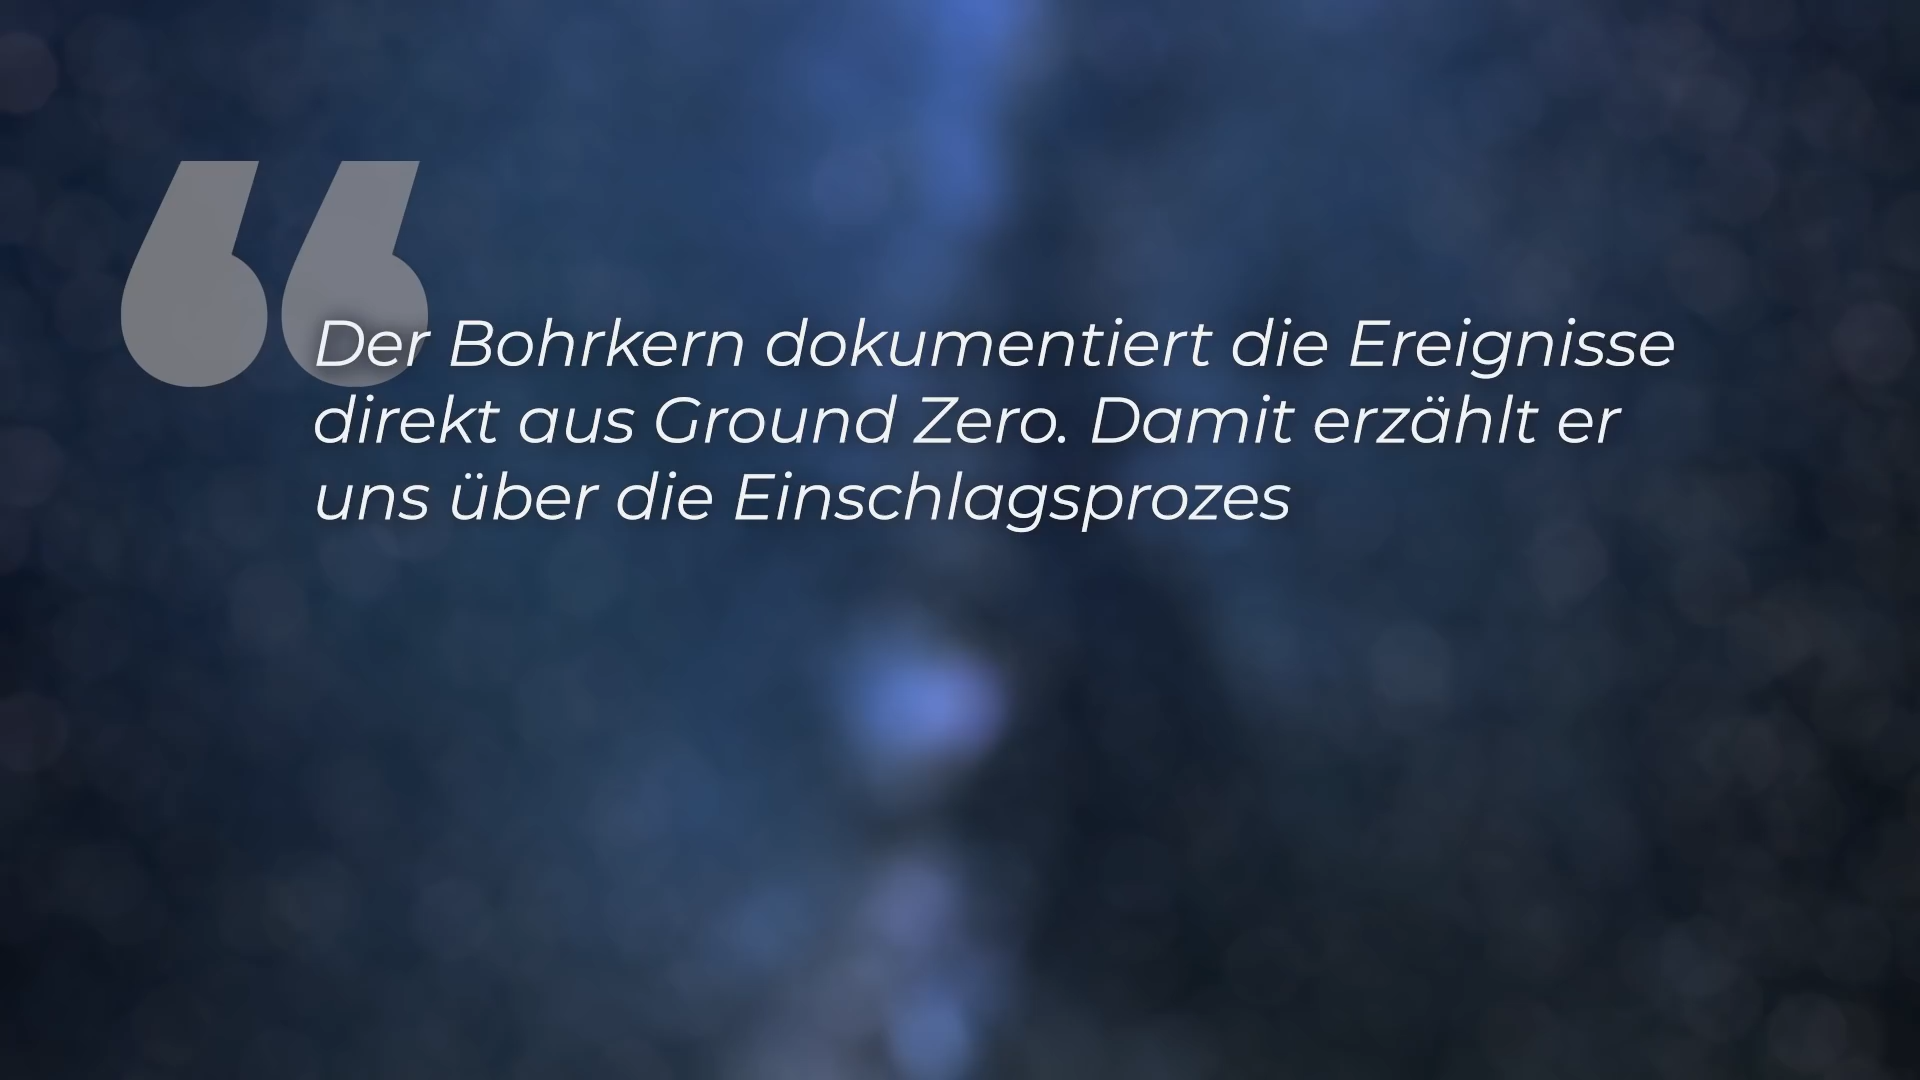 Der Bohrkern dokumentiert die Ereignisse
direkt aus Ground Zero. Damit erzählt er
uns über die Einschlagsprozes